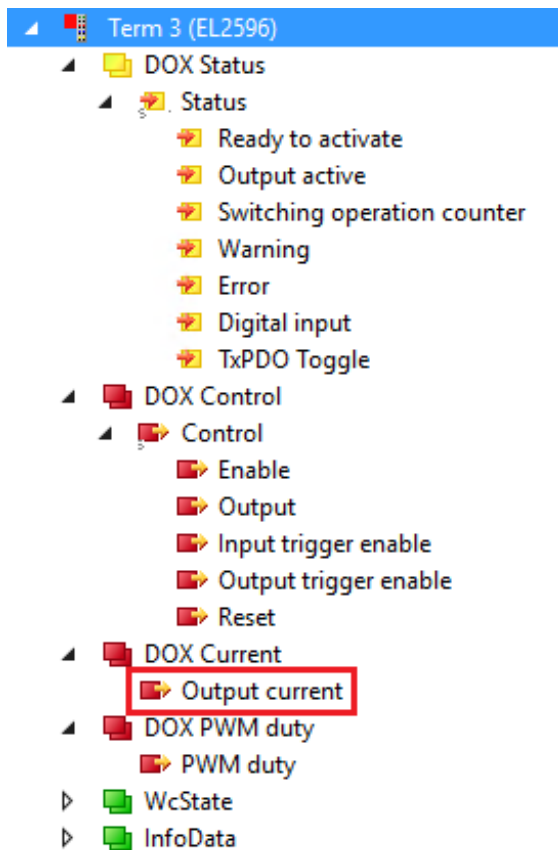 Term 3 (EL2596)
DOX Status
Status
Ready to activate
Output active
Switching operation counter
Warning
Error
Digital input
TxPDO Toggle
DOX Control
Control
Enable
Output
Input trigger enable
Output trigger enable
Reset
DOX Current
Output current
DOX PWM duty
PWM duty
WcState
InfoData